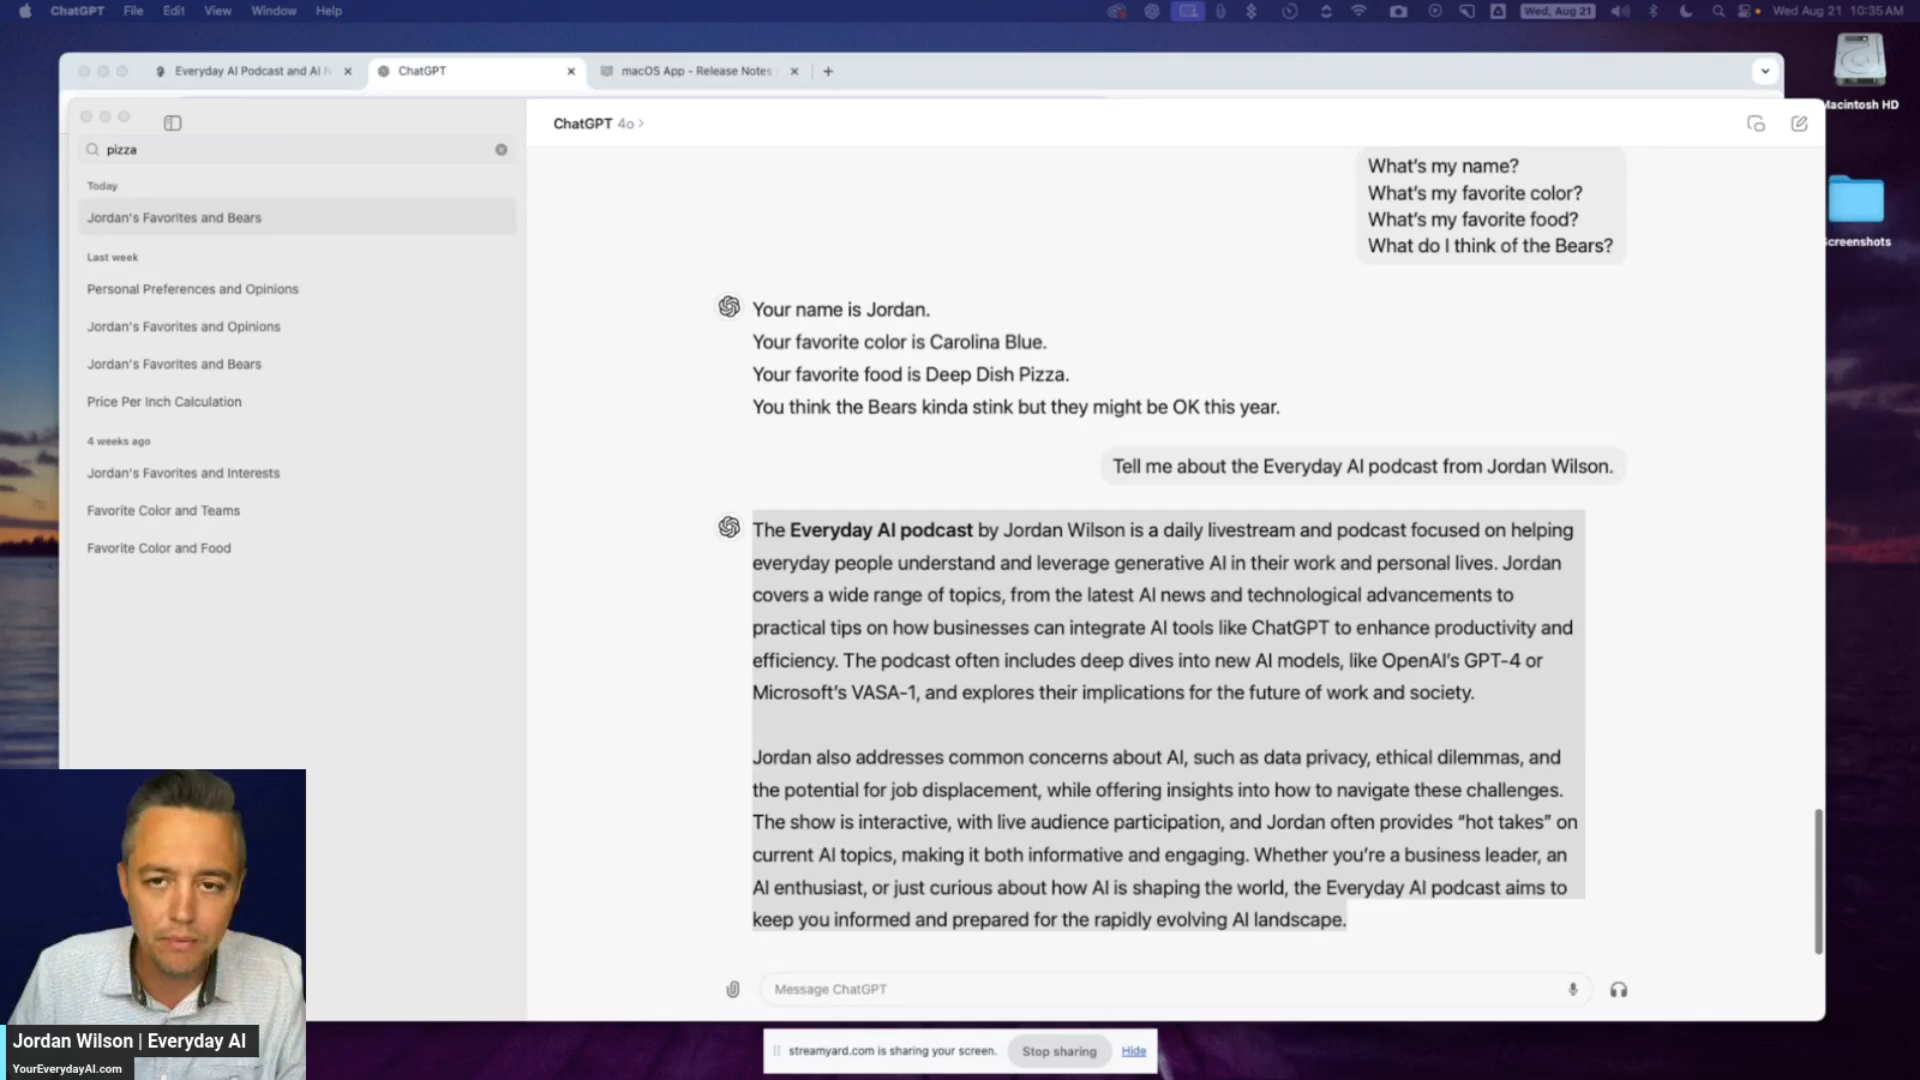 ChatGPT File Edit View Window Help
Wed, Aug 21
Wed Aug 21 10:35 AM
Everyday AI Podcast and AI
ChatGPT
macOS App - Release Notes
Macintosh HD
Screenshots
pizza
Today
Jordan's Favorites and Bears
Last week
Personal Preferences and Opinions
Jordan's Favorites and Opinions
Jordan's Favorites and Bears
Price Per Inch Calculation
4 weeks ago
Jordan's Favorites and Interests
Favorite Color and Teams
Favorite Color and Food
ChatGPT 4o >
What's my name?
What's my favorite color?
What's my favorite food?
What do I think of the Bears?
Your name is Jordan.
Your favorite color is Carolina Blue.
Your favorite food is Deep Dish Pizza.
You think the Bears kinda stink but they might be OK this year.
Tell me about the Everyday AI podcast from Jordan Wilson.
The Everyday AI podcast by Jordan Wilson is a daily livestream and podcast focused on helping
everyday people understand and leverage generative AI in their work and personal lives. Jordan
covers a wide range of topics, from the latest AI news and technological advancements to
practical tips on how businesses can integrate AI tools like ChatGPT to enhance productivity and
efficiency. The podcast often includes deep dives into new AI models, like OpenAI's GPT-4 or
Microsoft's VASA-1, and explores their implications for the future of work and society.
Jordan also addresses common concerns about AI, such as data privacy, ethical dilemmas, and
the potential for job displacement, while offering insights into how to navigate these challenges.
The show is interactive, with live audience participation, and Jordan often provides "hot takes" on
current AI topics, making it both informative and engaging. Whether you're a business leader, an
AI enthusiast, or just curious about how AI is shaping the world, the Everyday AI podcast aims to
keep you informed and prepared for the rapidly evolving AI landscape.
Message ChatGPT
streamyard.com is sharing your screen. Stop sharing Hide
Jordan Wilson | Everyday AI
YourEverydayAI.com